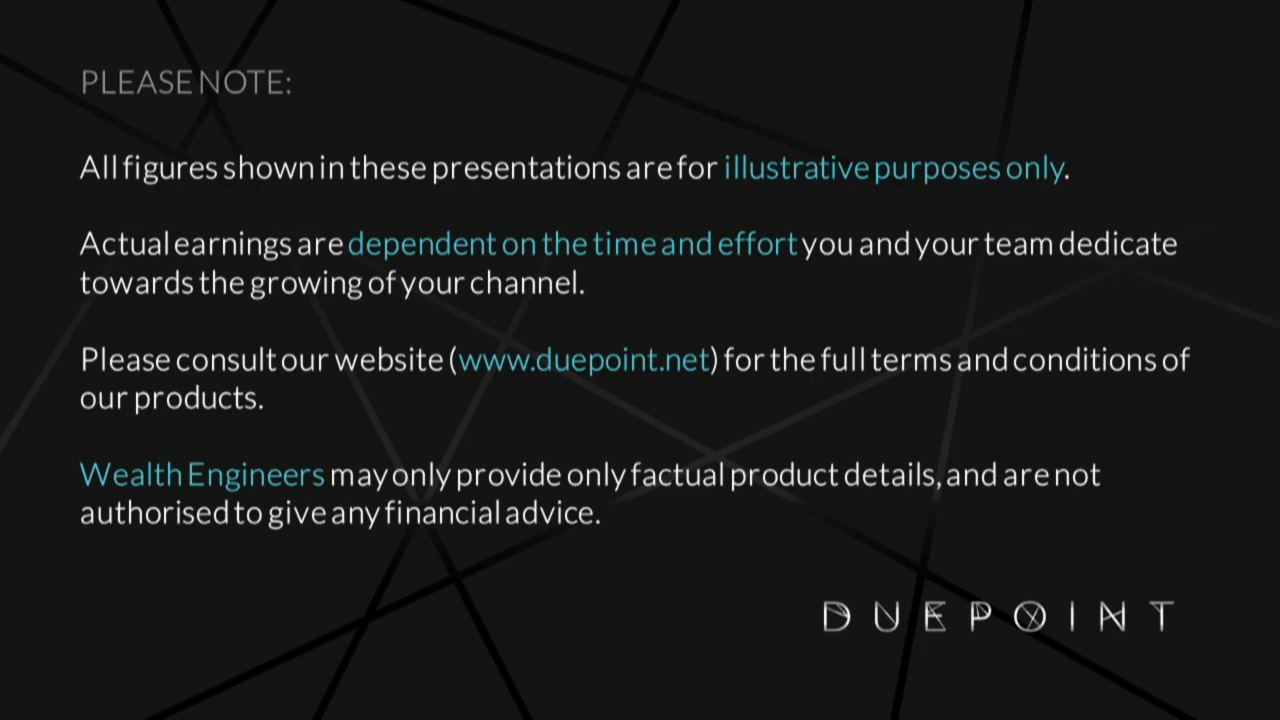 PLEASE NOTE:
All figures shown in these presentations are for illustrative purposes only.
Actual earnings are dependent on the time and effort you and your team dedicate
towards the growing of your channel.
Please consult our website (www.duepoint.net) for the full terms and conditions of
our products.
Wealth Engineers may only provide only factual product details, and are not
authorised to give any financial advice.
DUEPOINT